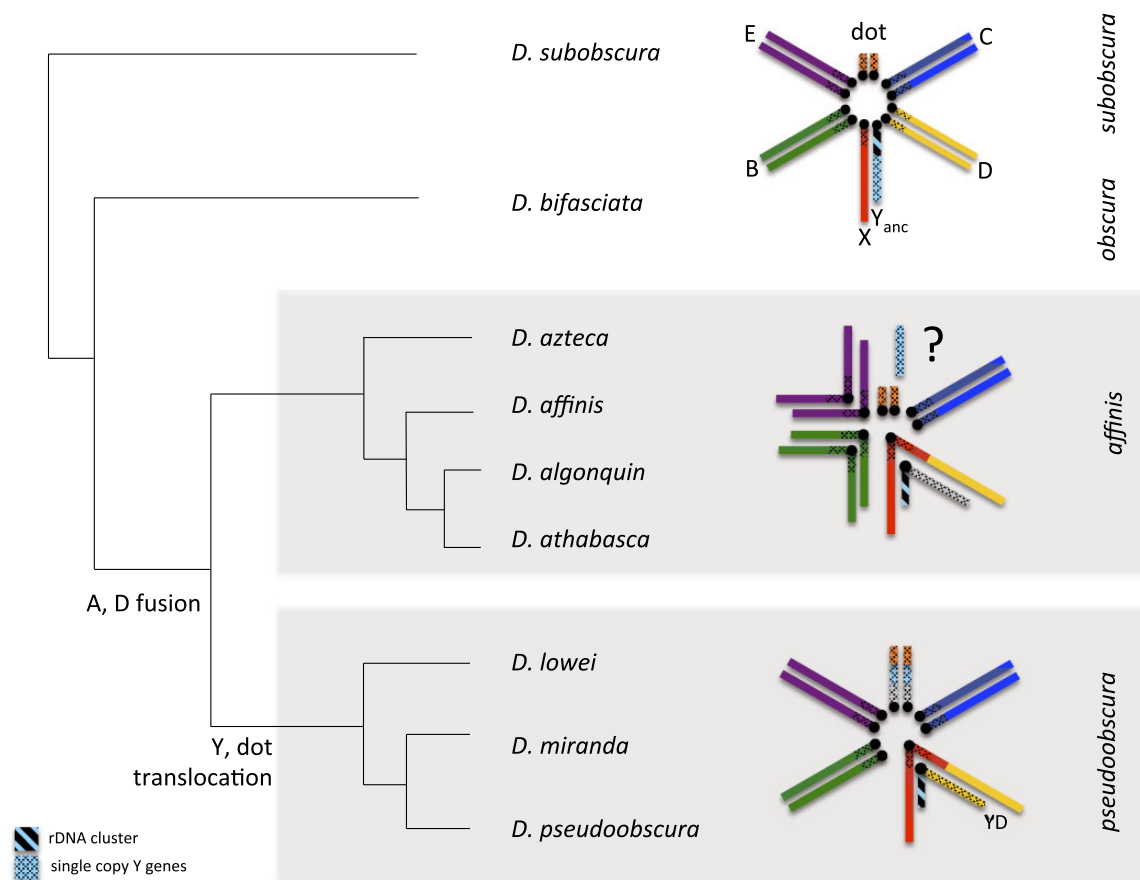 D. subobscura
E
dot
C
B
D
Y anc
X
subobscura
D. bifasciata
obscura
D. azteca
?
D. affinis
affinis
D. algonquin
D. athabasca
A, D fusion
D. lowei
Y, dot
translocation
D. miranda
pseudoobscura
D. pseudoobscura
YD
rDNA cluster
single copy Y genes